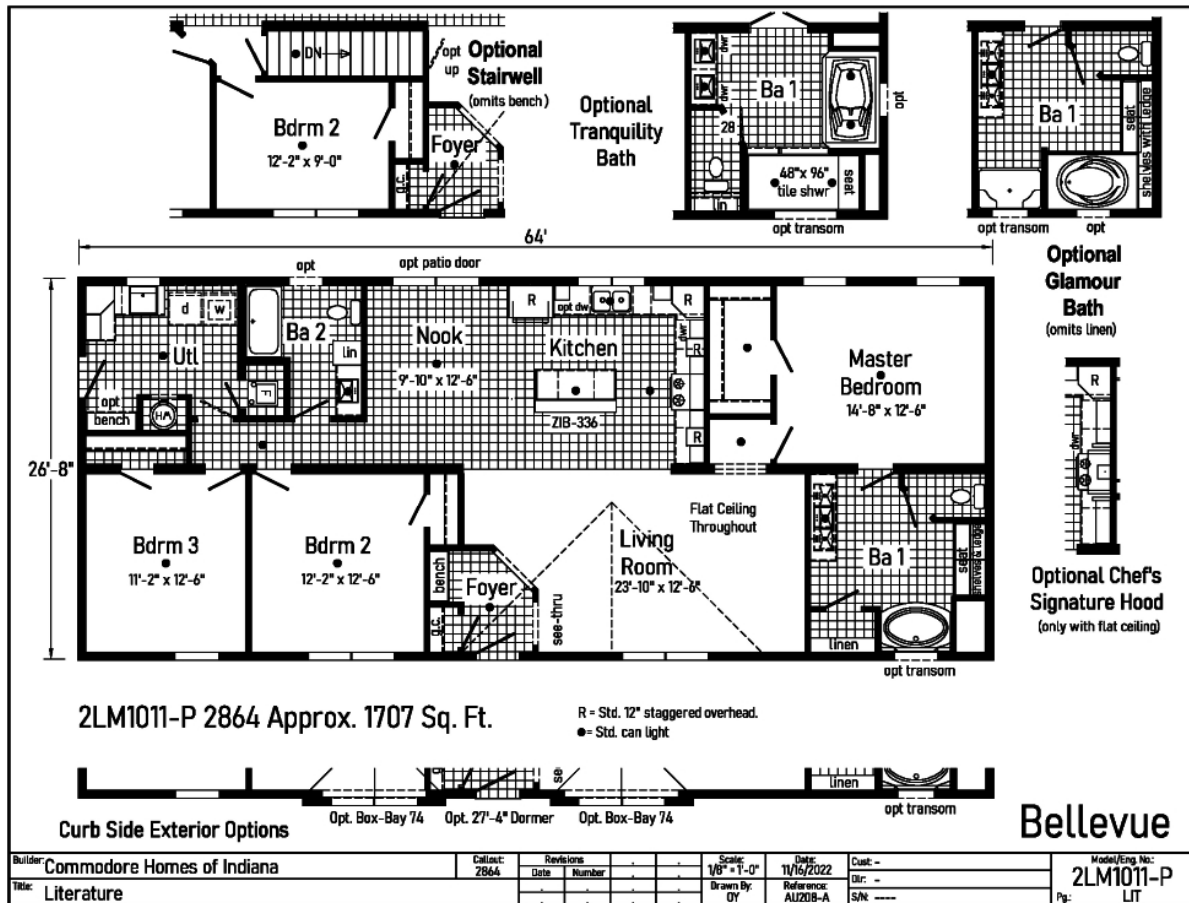 DN
opt
up
Optional
Stairwell
(omits bench)
Bdrm 2
12'-2" x 9'-0"
Foyer
g.c.
Optional
Tranquility
Bath
dwr
dwr
Ba 1
28
opt
48"x 96"
tile shwr
seat
opt transom
Ba 1
seat
shelves with ledge
opt transom
opt
Optional
Glamour
Bath
(omits linen)
64'
opt
opt patio door
26'-8"
d
w
Utl
opt
bench
HW
Ba 2
lin
F
Nook
9'-10" x 12'-6"
R
opt dw
R
Kitchen
dwr
R
ZIB-336
R
Master
Bedroom
14'-8" x 12'-6"
Bdrm 3
11'-2" x 12'-6"
Bdrm 2
12'-2" x 12'-6"
bench
Foyer
g.c.
see-thru
Living
Room
23'-10" x 12'-6"
Flat Ceiling
Throughout
Ba 1
seat
shelves & ledge
linen
opt transom
R
dwr
Optional Chef's
Signature Hood
(only with flat ceiling)
2LM1011-P 2864 Approx. 1707 Sq. Ft.
R = Std. 12" staggered overhead.
● = Std. can light
linen
opt transom
Curb Side Exterior Options
Opt. Box-Bay 74
Opt. 27'-4" Dormer
Opt. Box-Bay 74
Bellevue
Builder: Commodore Homes of Indiana
Callout: 2864
Revisions
Date Number
Scale: 1/8" = 1'-0"
Date: 11/16/2022
Cust: -
Dlr: -
S/N: ----
Model/Eng. No.: 2LM1011-P
Title: Literature
Drawn By: OY
Reference: AU208-A
Pg.: LIT